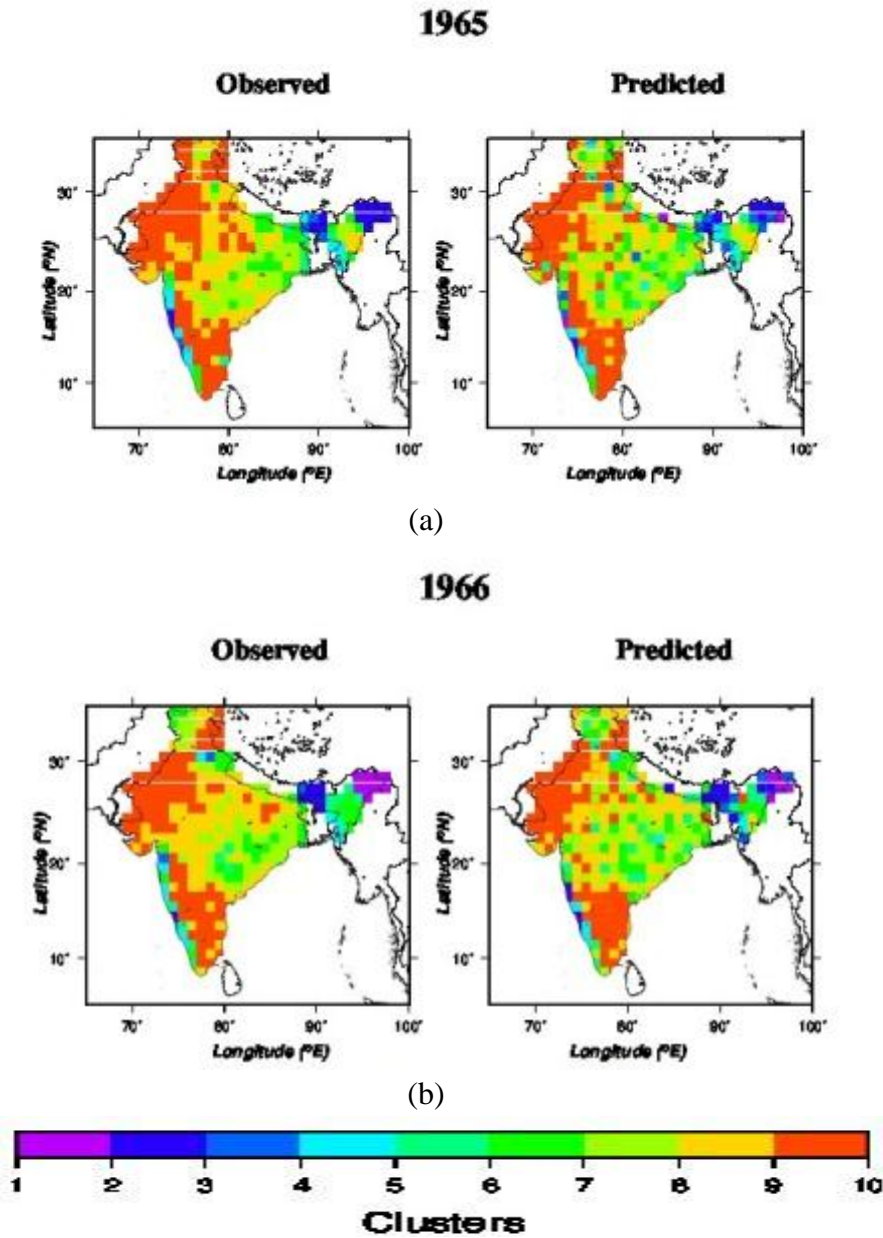 1965
Observed Predicted
30° 30°
20° 20°
10° 10°
Latitude (°N) Latitude (°N)
70° 80° 90° 100° 70° 80° 90° 100°
Longitude (°E) Longitude (°E)
(a)
1966
Observed Predicted
30° 30°
20° 20°
10° 10°
Latitude (°N) Latitude (°N)
70° 80° 90° 100° 70° 80° 90° 100°
Longitude (°E) Longitude (°E)
(b)
1 2 3 4 5 6 7 8 9 10
Clusters